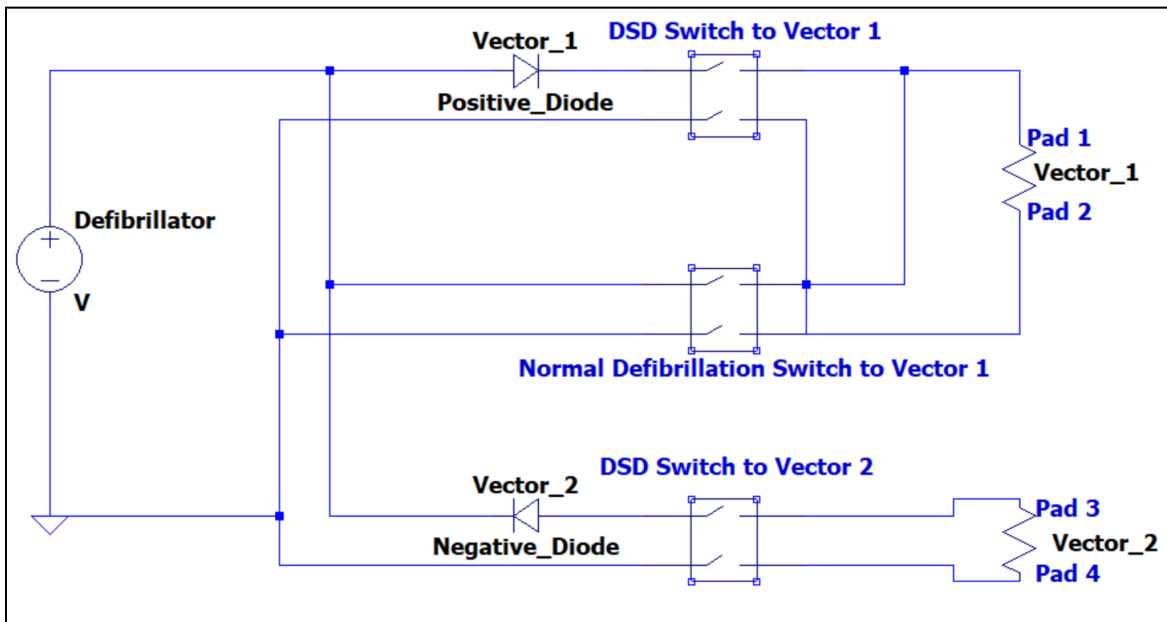 DSD Switch to Vector 1
Vector_1
Positive_Diode
Pad 1
Vector_1
Pad 2
Defibrillator
V
Normal Defibrillation Switch to Vector 1
DSD Switch to Vector 2
Vector_2
Negative_Diode
Pad 3
Vector_2
Pad 4